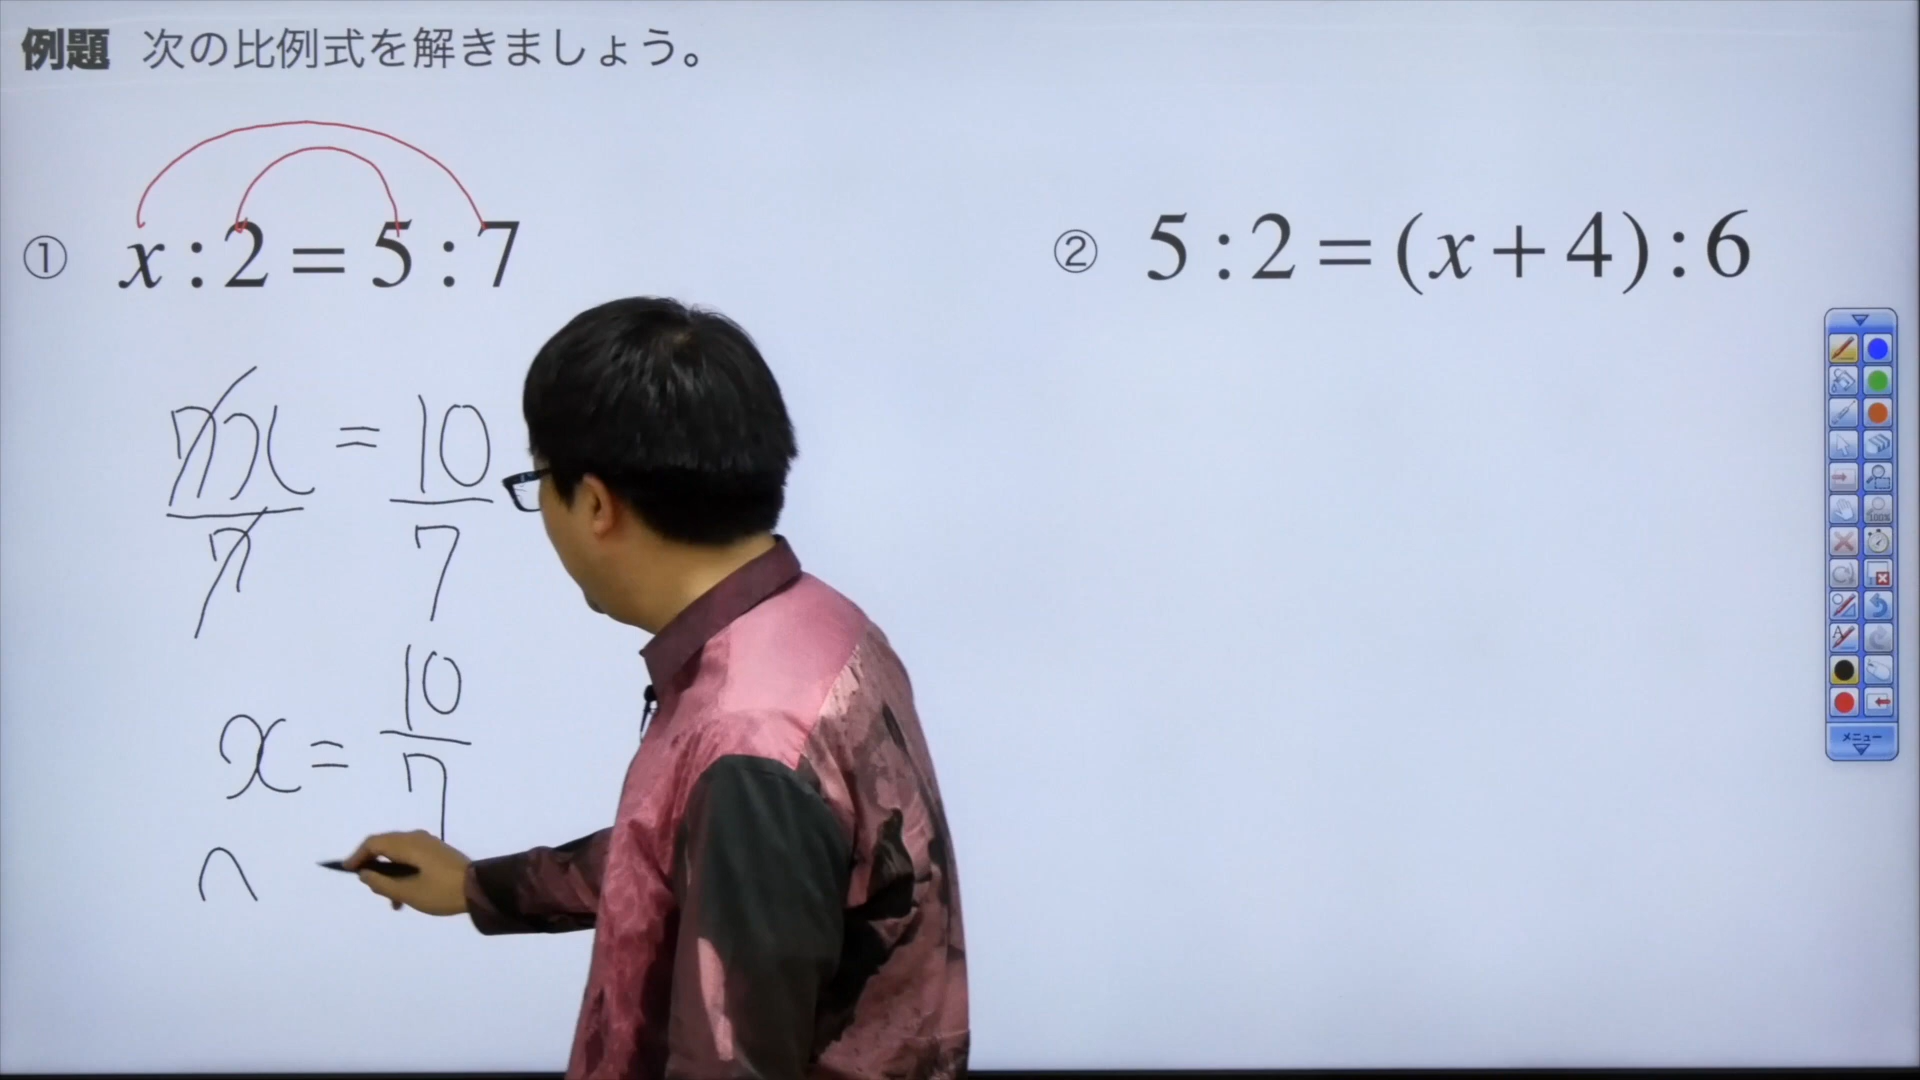 例題 次の比例式を解きましょう。
① x : 2 = 5 : 7
7x/7 = 10/7
x = 10/7
② 5 : 2 = (x + 4) : 6
100%
メニュー